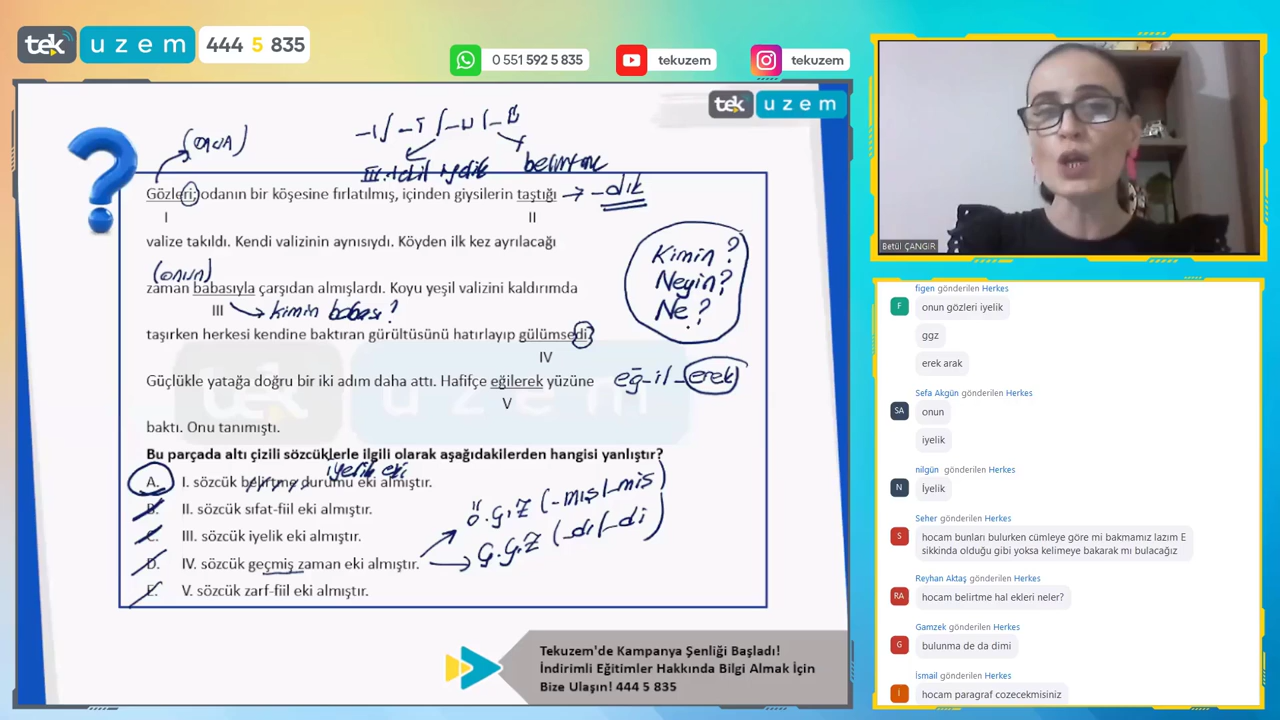 tek uzem 444 5 835
0 551 592 5 835
tekuzem
tekuzem
tek uzem
(onun)
-ı / -i / -u / -ü
III. tekil iyelik
belirtme
Gözleri, odanın bir köşesine fırlatılmış, içinden giysilerin taştığı → -dık
I II
valize takıldı. Kendi valizinin aynısıydı. Köyden ilk kez ayrılacağı
(onun)
zaman babasıyla çarşıdan almışlardı. Koyu yeşil valizini kaldırımda
III kimin babası?
taşırken herkesi kendine baktıran gürültüsünü hatırlayıp gülümsedi.
IV
Güçlükle yatağa doğru bir iki adım daha attı. Hafifçe eğilerek yüzüne
V
baktı. Onu tanımıştı.
Kimin?
Neyin?
Ne?
eğ-il-erek
Bu parçada altı çizili sözcüklerle ilgili olarak aşağıdakilerden hangisi yanlıştır?
iyelik eki
A. I. sözcük belirtme durumu eki almıştır.
B. II. sözcük sıfat-fiil eki almıştır.
C. III. sözcük iyelik eki almıştır.
D. IV. sözcük geçmiş zaman eki almıştır.
E. V. sözcük zarf-fiil eki almıştır.
ö.g.z (-mış/-miş)
g.g.z (-dı/-di)
Tekuzem'de Kampanya Şenliği Başladı!
İndirimli Eğitimler Hakkında Bilgi Almak İçin
Bize Ulaşın! 444 5 835
Betül ÇANGIR
figen gönderilen Herkes
F onun gözleri iyelik
ggz
erek arak
Sefa Akgün gönderilen Herkes
SA onun
iyelik
nilgün gönderilen Herkes
N İyelik
Seher gönderilen Herkes
S hocam bunları bulurken cümleye göre mi bakmamız lazım E
sikkinda olduğu gibi yoksa kelimeye bakarak mı bulacağız
Reyhan Aktaş gönderilen Herkes
RA hocam belirtme hal ekleri neler?
Gamzek gönderilen Herkes
G bulunma de da dimi
İsmail gönderilen Herkes
İ hocam paragraf cozecekmisiniz